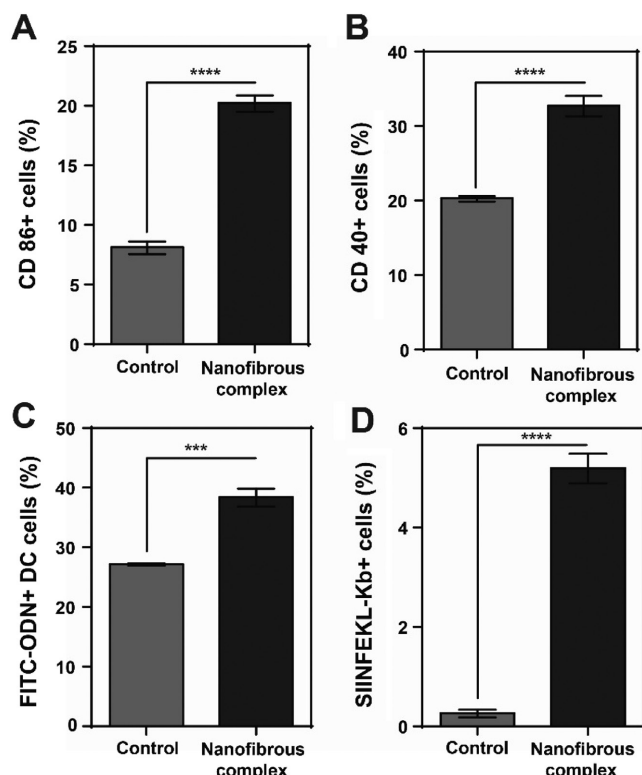 A
CD 86+ cells (%)
25
20
15
10
5
0
****
Control
Nanofibrous
complex
B
CD 40+ cells (%)
40
30
20
10
0
****
Control
Nanofibrous
complex
C
FITC-ODN+ DC cells (%)
50
40
30
20
10
0
***
Control
Nanofibrous
complex
D
SIINFEKL-Kb+ cells (%)
6
4
2
0
****
Control
Nanofibrous
complex